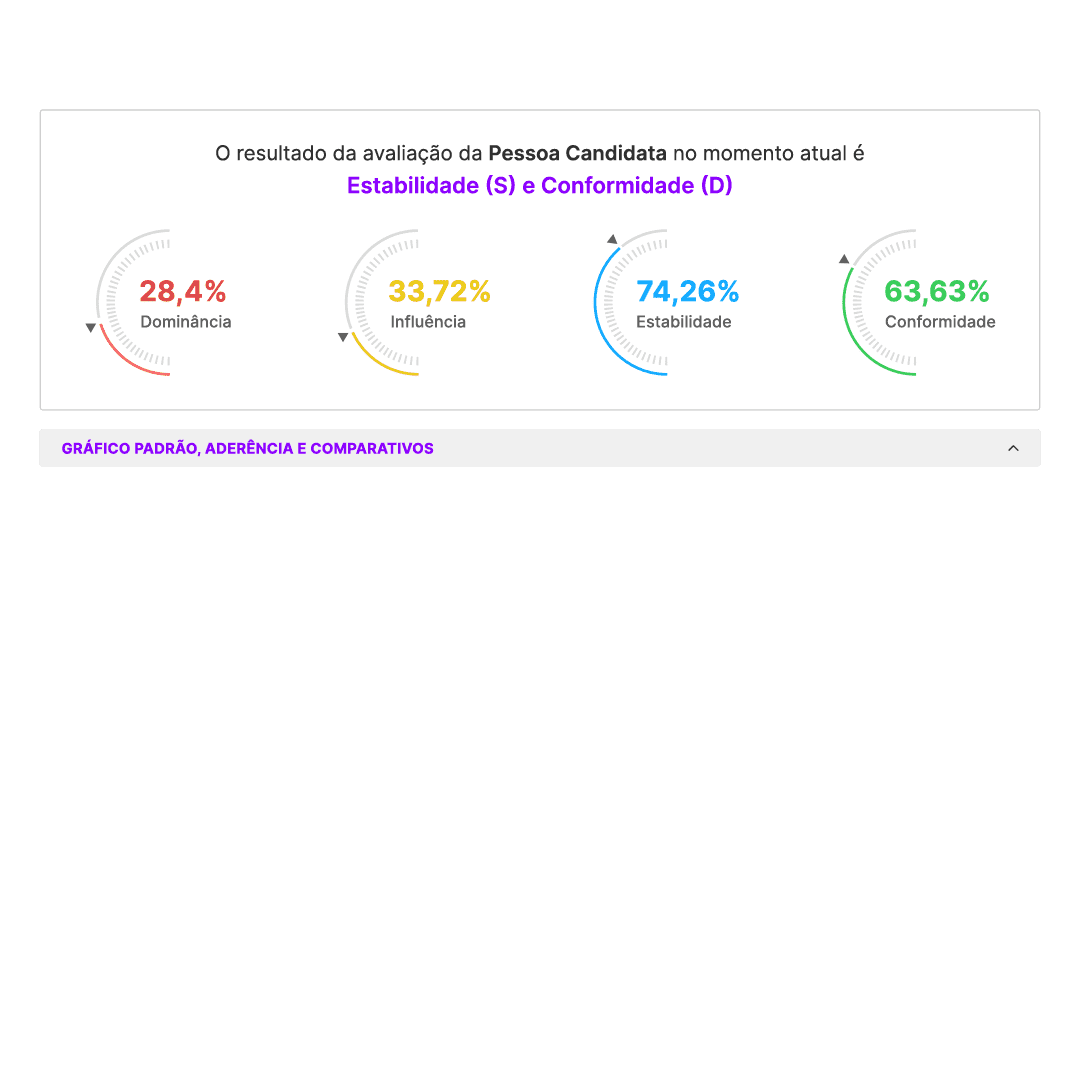 O resultado da avaliação da Pessoa Candidata no momento atual é
Estabilidade (S) e Conformidade (D)
28,4%
Dominância
33,72%
Influência
74,26%
Estabilidade
63,63%
Conformidade
GRÁFICO PADRÃO, ADERÊNCIA E COMPARATIVOS